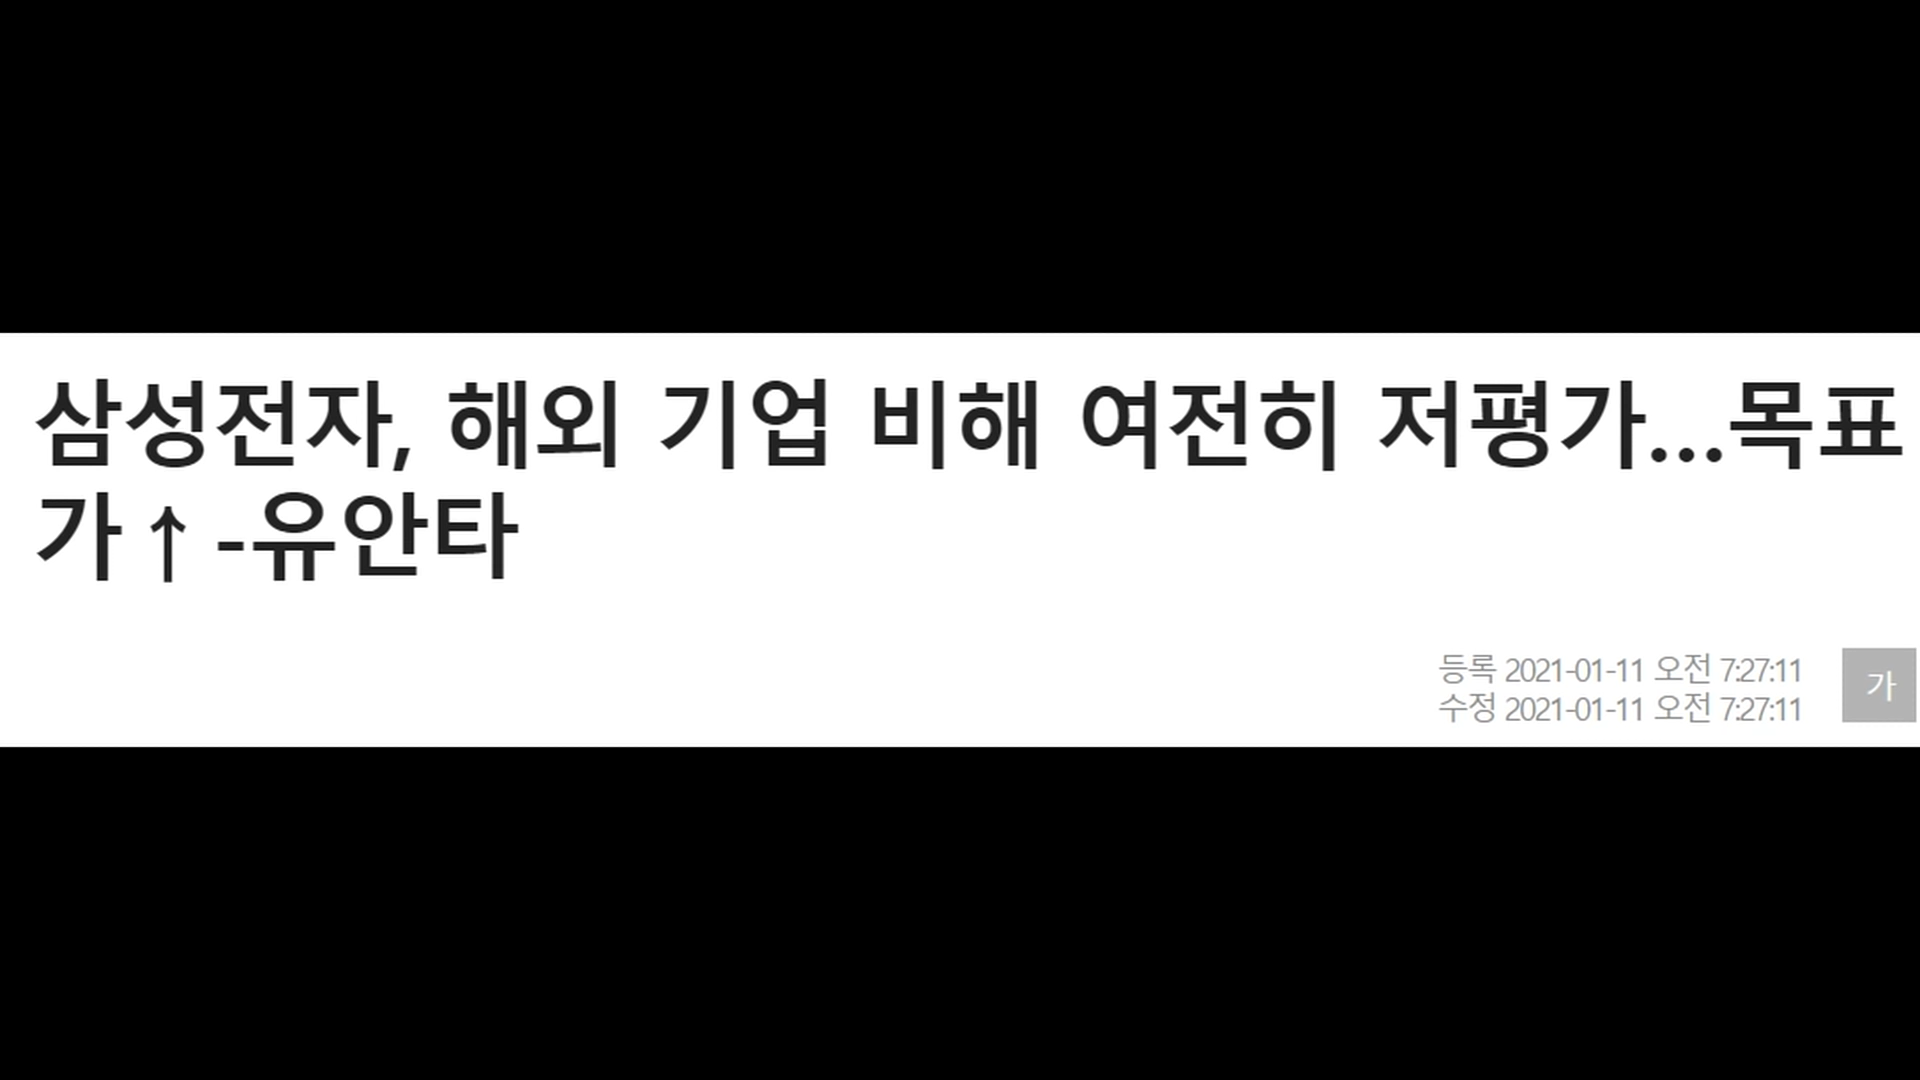 삼성전자, 해외 기업 비해 여전히 저평가...목표
가↑-유안타
등록 2021-01-11 오전 7:27:11
수정 2021-01-11 오전 7:27:11
가